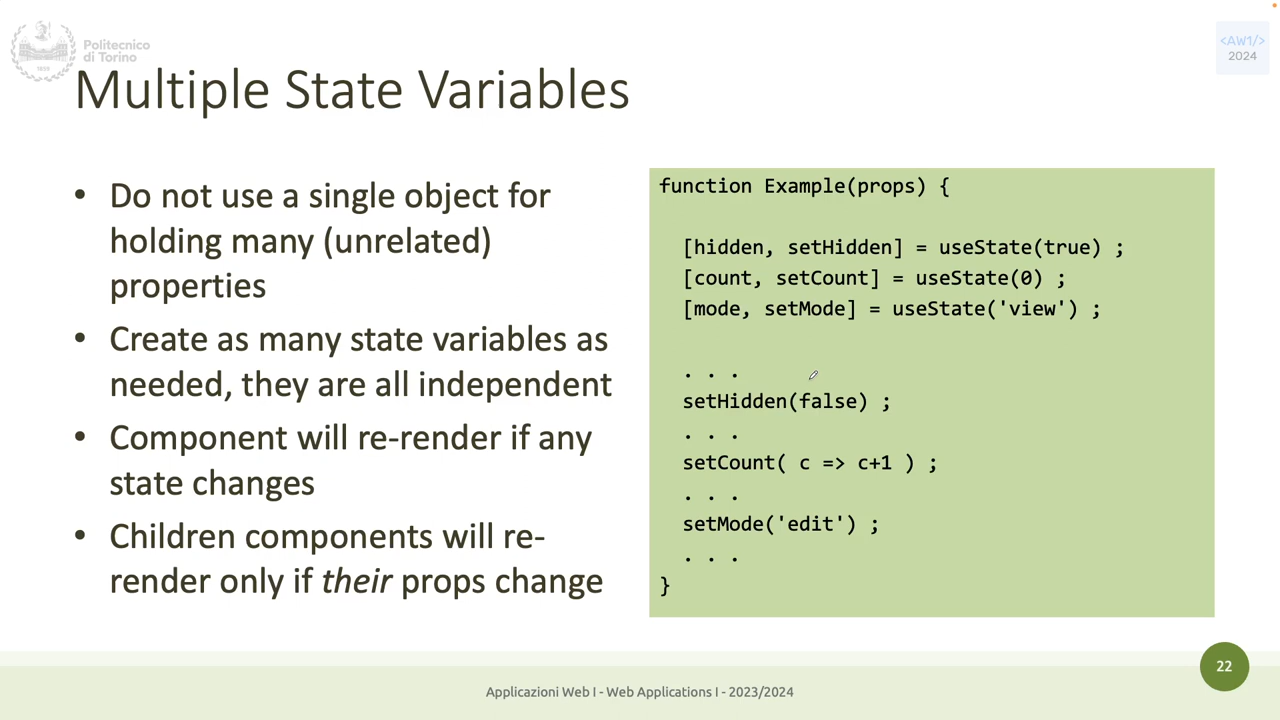 Politecnico
di Torino
<AW1/>
2024
Multiple State Variables
• Do not use a single object for
holding many (unrelated)
properties
• Create as many state variables as
needed, they are all independent
• Component will re-render if any
state changes
• Children components will re-
render only if their props change
function Example(props) {
[hidden, setHidden] = useState(true) ;
[count, setCount] = useState(0) ;
[mode, setMode] = useState('view') ;
. . .
setHidden(false) ;
. . .
setCount( c => c+1 ) ;
. . .
setMode('edit') ;
. . .
}
22
Applicazioni Web I - Web Applications I - 2023/2024